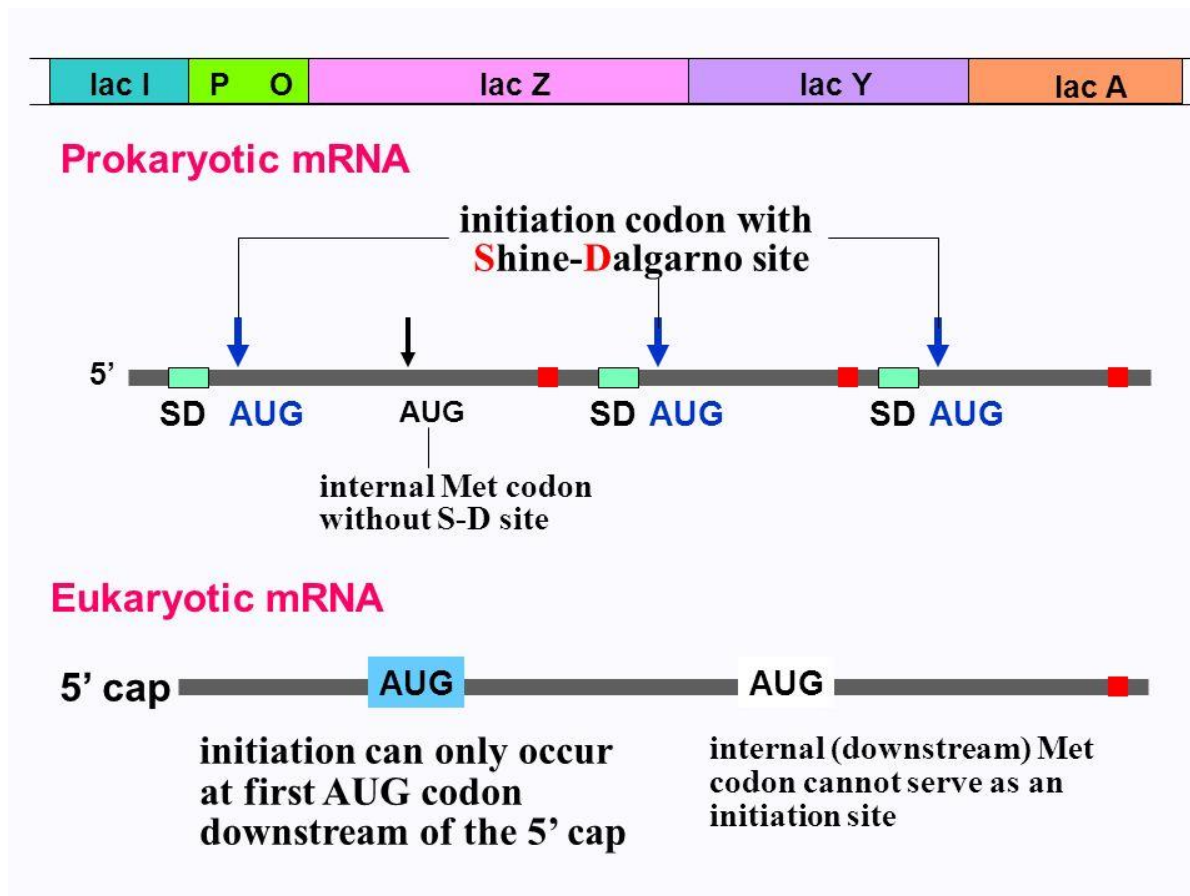 lac I P O lac Z lac Y lac A
Prokaryotic mRNA
initiation codon with
Shine-Dalgarno site
5’
SD AUG AUG SD AUG SD AUG
internal Met codon
without S-D site
Eukaryotic mRNA
5’ cap AUG AUG
initiation can only occur
at first AUG codon
downstream of the 5’ cap
internal (downstream) Met
codon cannot serve as an
initiation site